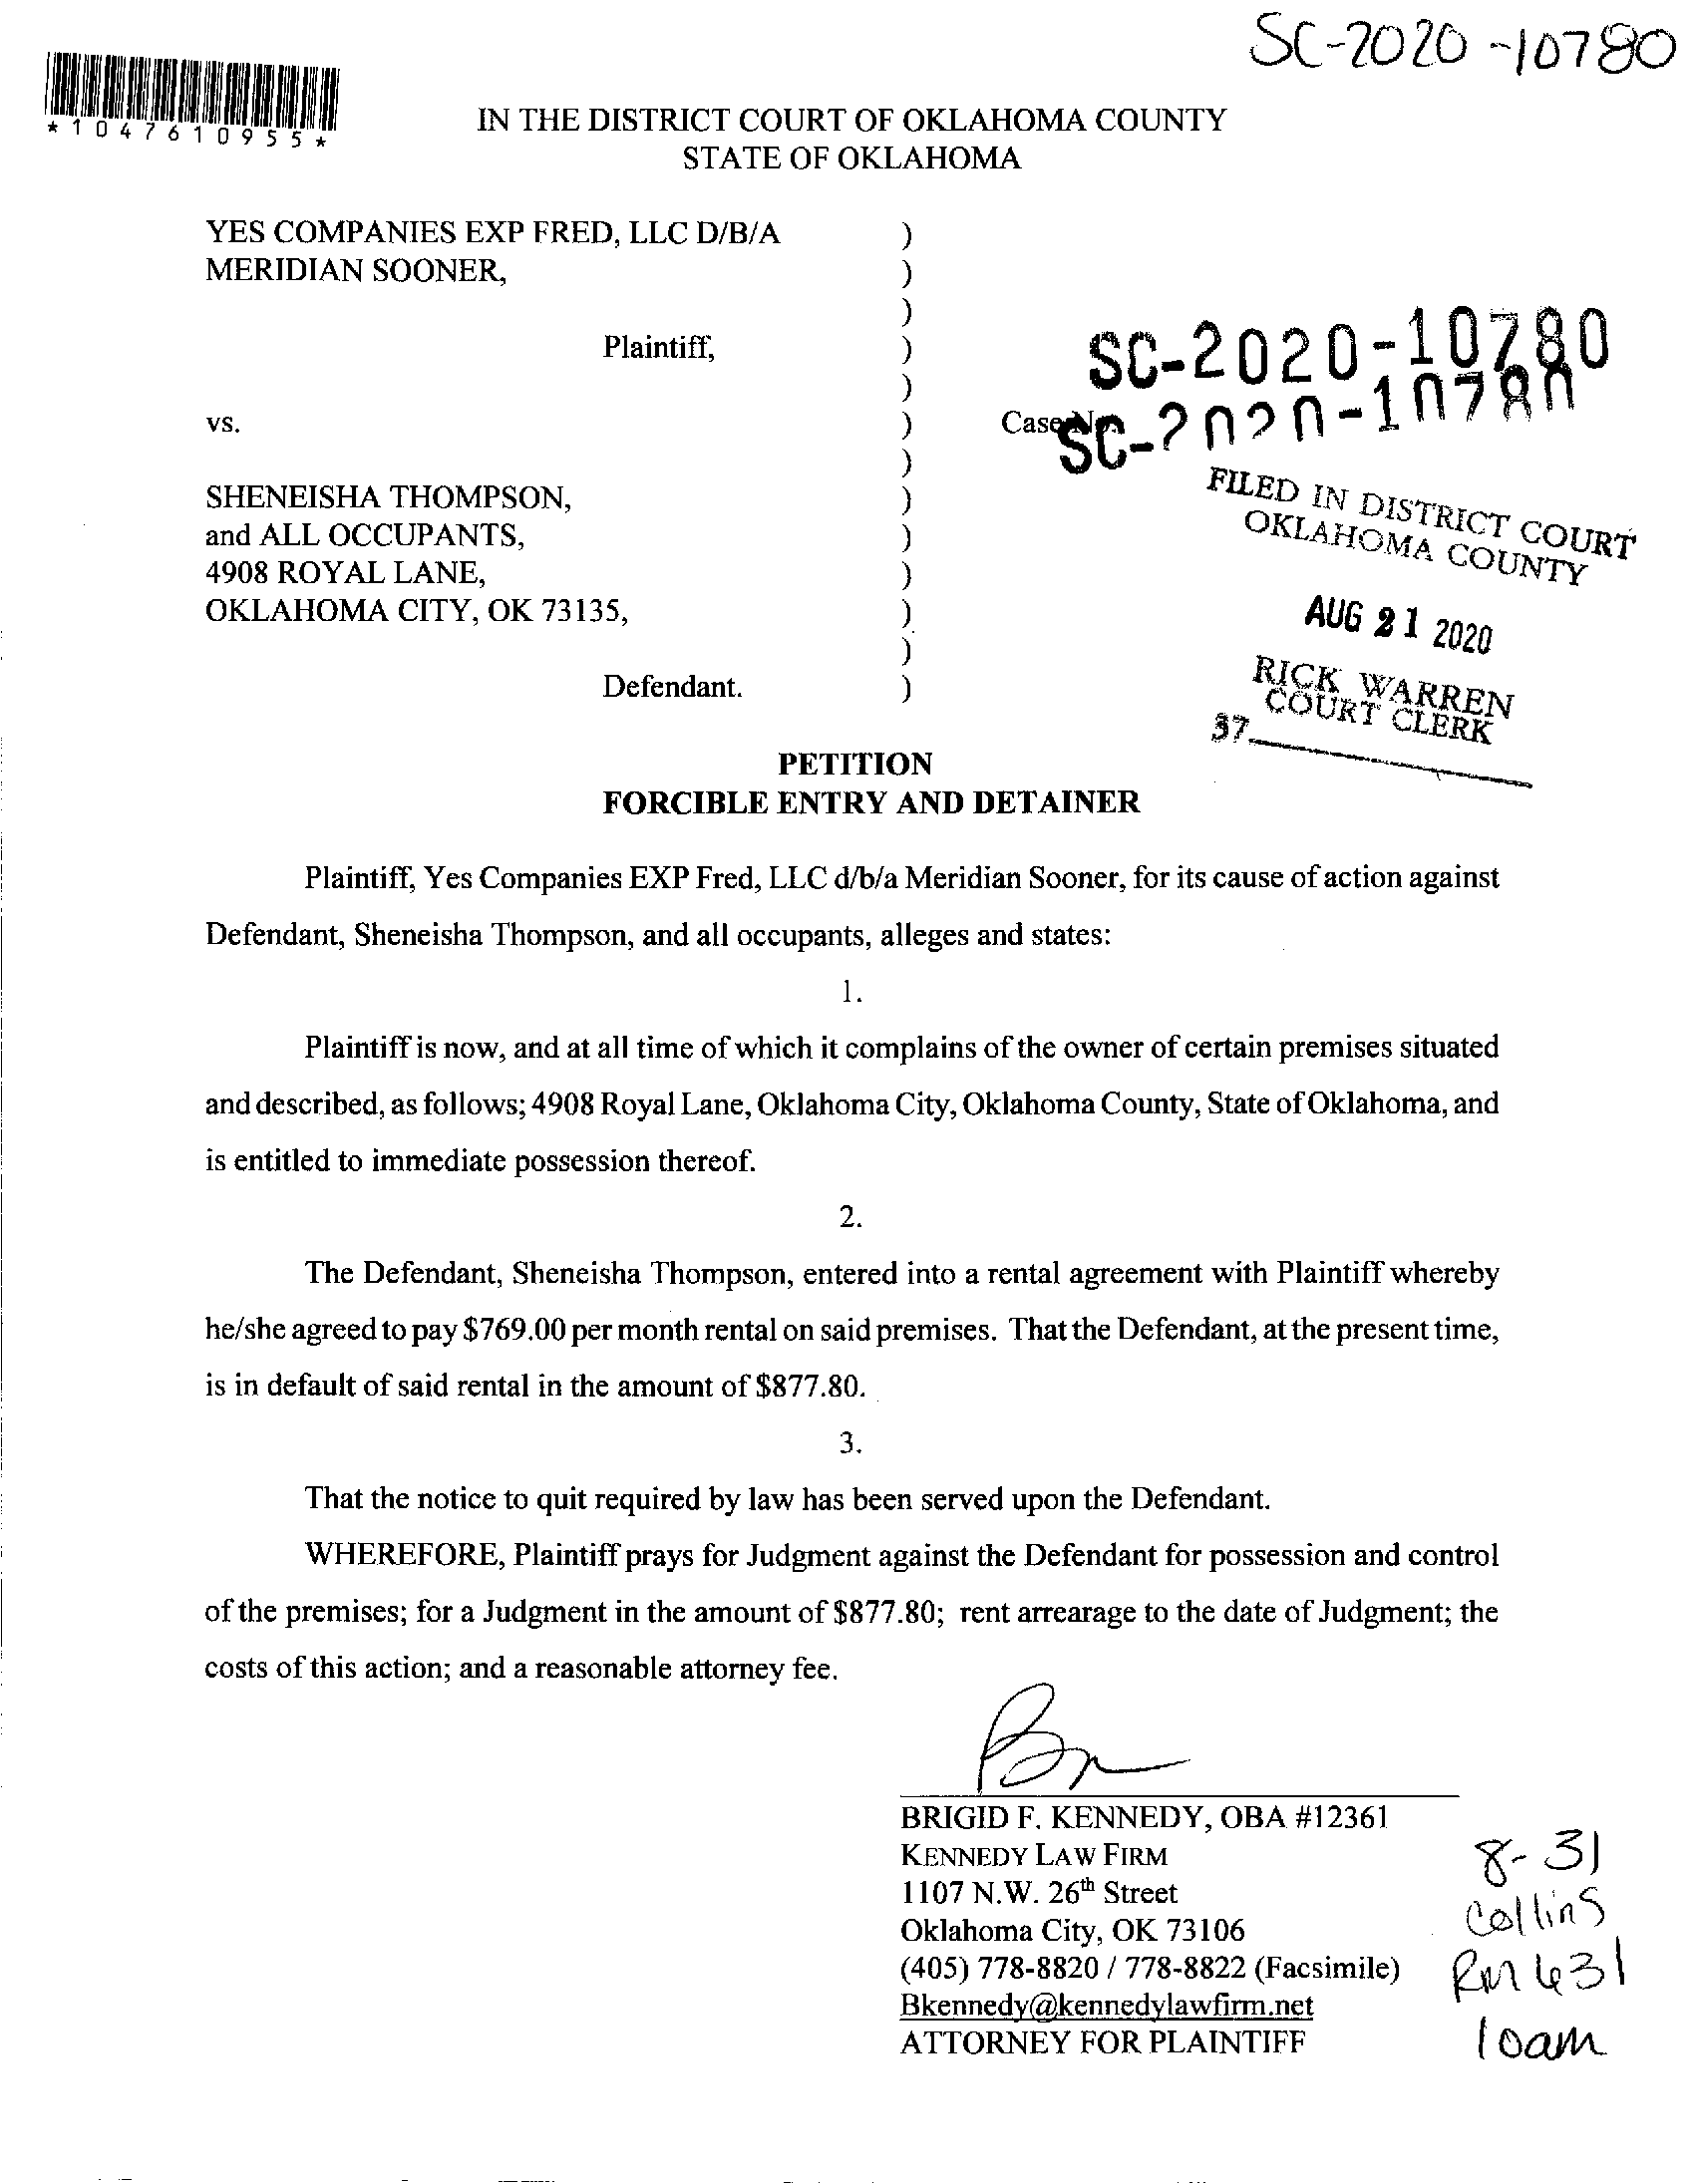 SC-2020-10780
*1047610955*
IN THE DISTRICT COURT OF OKLAHOMA COUNTY
STATE OF OKLAHOMA
YES COMPANIES EXP FRED, LLC D/B/A )
MERIDIAN SOONER, )
)
Plaintiff, )
)
vs. ) Case No.
)
SHENEISHA THOMPSON, )
and ALL OCCUPANTS, )
4908 ROYAL LANE, )
OKLAHOMA CITY, OK 73135, )
)
Defendant. )
SC-2020-10780
SC-2020-10780
FILED IN DISTRICT COURT
OKLAHOMA COUNTY
AUG 21 2020
RICK WARREN
COURT CLERK
37
PETITION
FORCIBLE ENTRY AND DETAINER
Plaintiff, Yes Companies EXP Fred, LLC d/b/a Meridian Sooner, for its cause of action against
Defendant, Sheneisha Thompson, and all occupants, alleges and states:
1.
Plaintiff is now, and at all time of which it complains of the owner of certain premises situated
and described, as follows; 4908 Royal Lane, Oklahoma City, Oklahoma County, State of Oklahoma, and
is entitled to immediate possession thereof.
2.
The Defendant, Sheneisha Thompson, entered into a rental agreement with Plaintiff whereby
he/she agreed to pay $769.00 per month rental on said premises. That the Defendant, at the present time,
is in default of said rental in the amount of $877.80.
3.
That the notice to quit required by law has been served upon the Defendant.
WHEREFORE, Plaintiff prays for Judgment against the Defendant for possession and control
of the premises; for a Judgment in the amount of $877.80; rent arrearage to the date of Judgment; the
costs of this action; and a reasonable attorney fee.
BRIGID F. KENNEDY, OBA #12361
KENNEDY LAW FIRM
1107 N.W. 26th Street
Oklahoma City, OK 73106
(405) 778-8820 / 778-8822 (Facsimile)
Bkennedy@kennedylawfirm.net
ATTORNEY FOR PLAINTIFF
8-31
Collins
Rm 631
10am